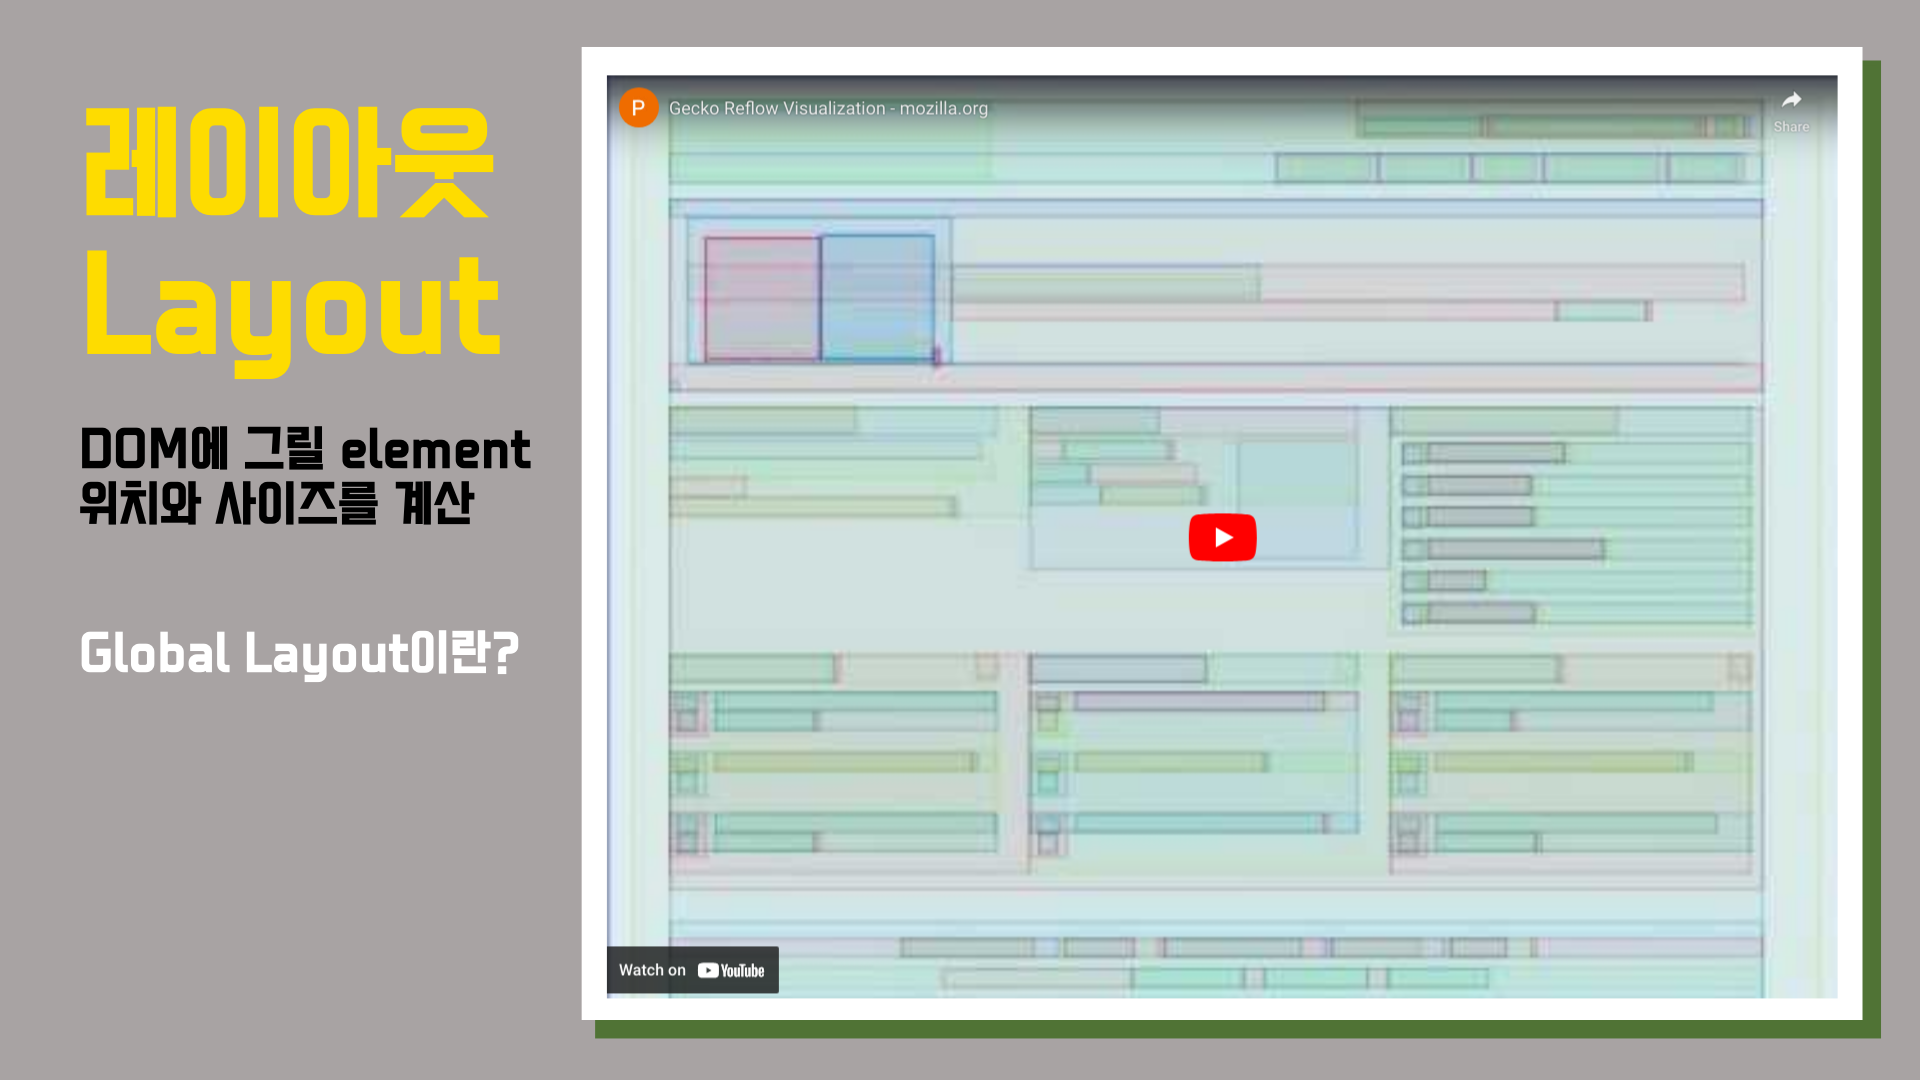 레이아웃
Layout
DOM에 그릴 element
위치와 사이즈를 계산
Global Layout이란?
P
Gecko Reflow Visualization - mozilla.org
Share
Watch on YouTube